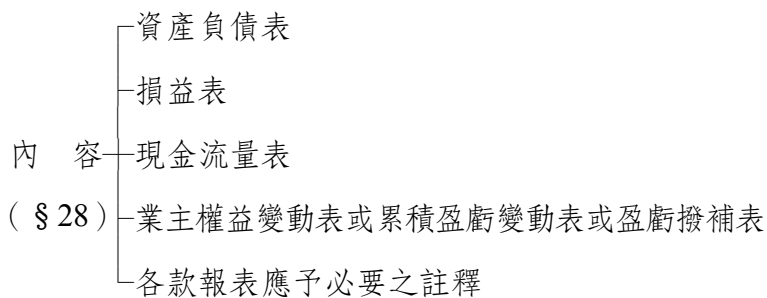 資產負債表
損益表
內　容
現金流量表
（§28）
業主權益變動表或累積盈虧變動表或盈虧撥補表
各款報表應予必要之註釋